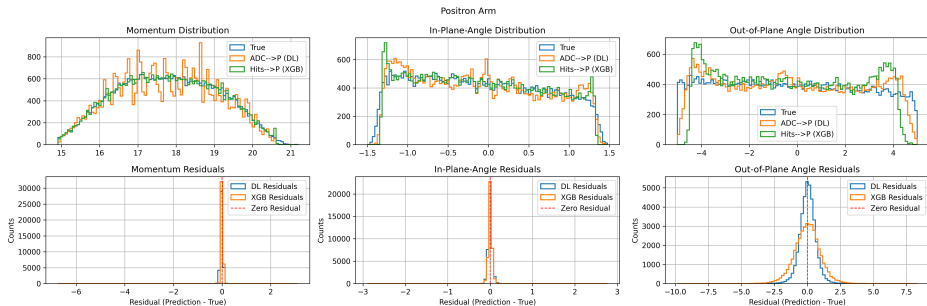 Positron Arm
Momentum Distribution
True
ADC-->P (DL)
Hits-->P (XGB)
800
600
400
200
0
15
16
17
18
19
20
21
In-Plane-Angle Distribution
True
ADC-->P (DL)
Hits-->P (XGB)
600
400
200
0
−1.5
−1.0
−0.5
0.0
0.5
1.0
1.5
Out-of-Plane Angle Distribution
True
ADC-->P (DL)
Hits-->P (XGB)
600
400
200
0
−4
−2
0
2
4
Momentum Residuals
DL Residuals
XGB Residuals
Zero Residual
Counts
30000
25000
20000
15000
10000
5000
0
−6
−4
−2
0
2
Residual (Prediction - True)
In-Plane-Angle Residuals
DL Residuals
XGB Residuals
Zero Residual
Counts
20000
15000
10000
5000
0
−3
−2
−1
0
1
2
3
Residual (Prediction - True)
Out-of-Plane Angle Residuals
DL Residuals
XGB Residuals
Zero Residual
Counts
5000
4000
3000
2000
1000
0
−10.0
−7.5
−5.0
−2.5
0.0
2.5
5.0
7.5
Residual (Prediction - True)